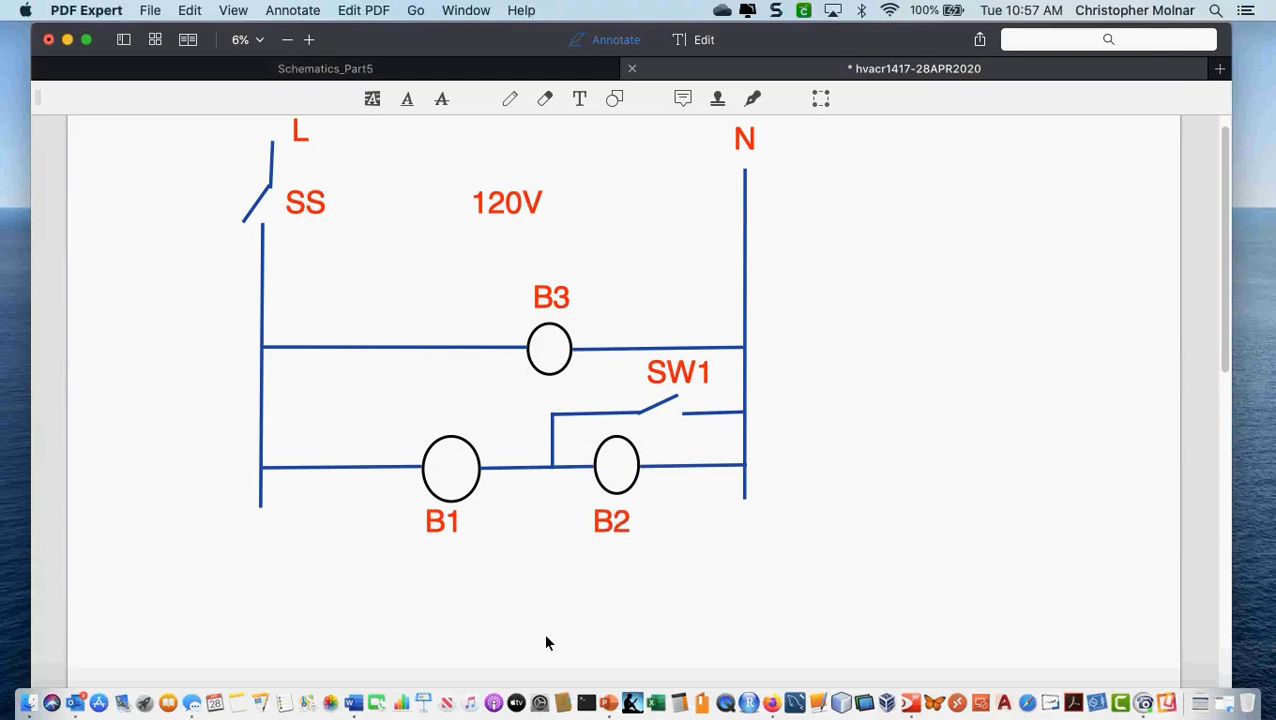 PDF Expert File Edit View Annotate Edit PDF Go Window Help 100% Tue 10:57 AM Christopher Molnar
6% Annotate Edit
Schematics_Part5 * hvacr1417-28APR2020
L N
SS 120V
B3
SW1
B1 B2